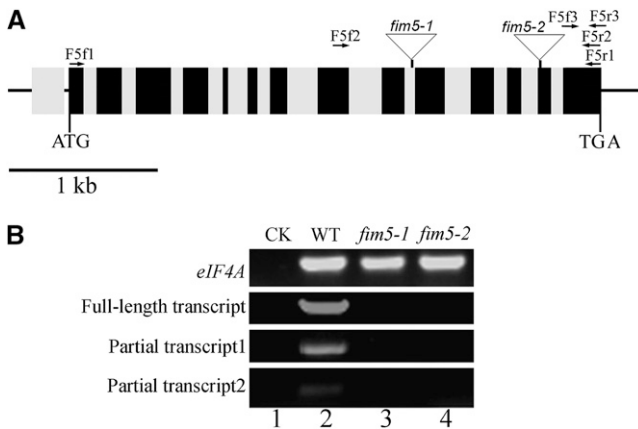 A
F5f1
F5f2
fim5-1
fim5-2
F5f3
F5r3
F5r2
F5r1
ATG
TGA
1 kb
B
CK WT fim5-1 fim5-2
eIF4A
Full-length transcript
Partial transcript1
Partial transcript2
1 2 3 4